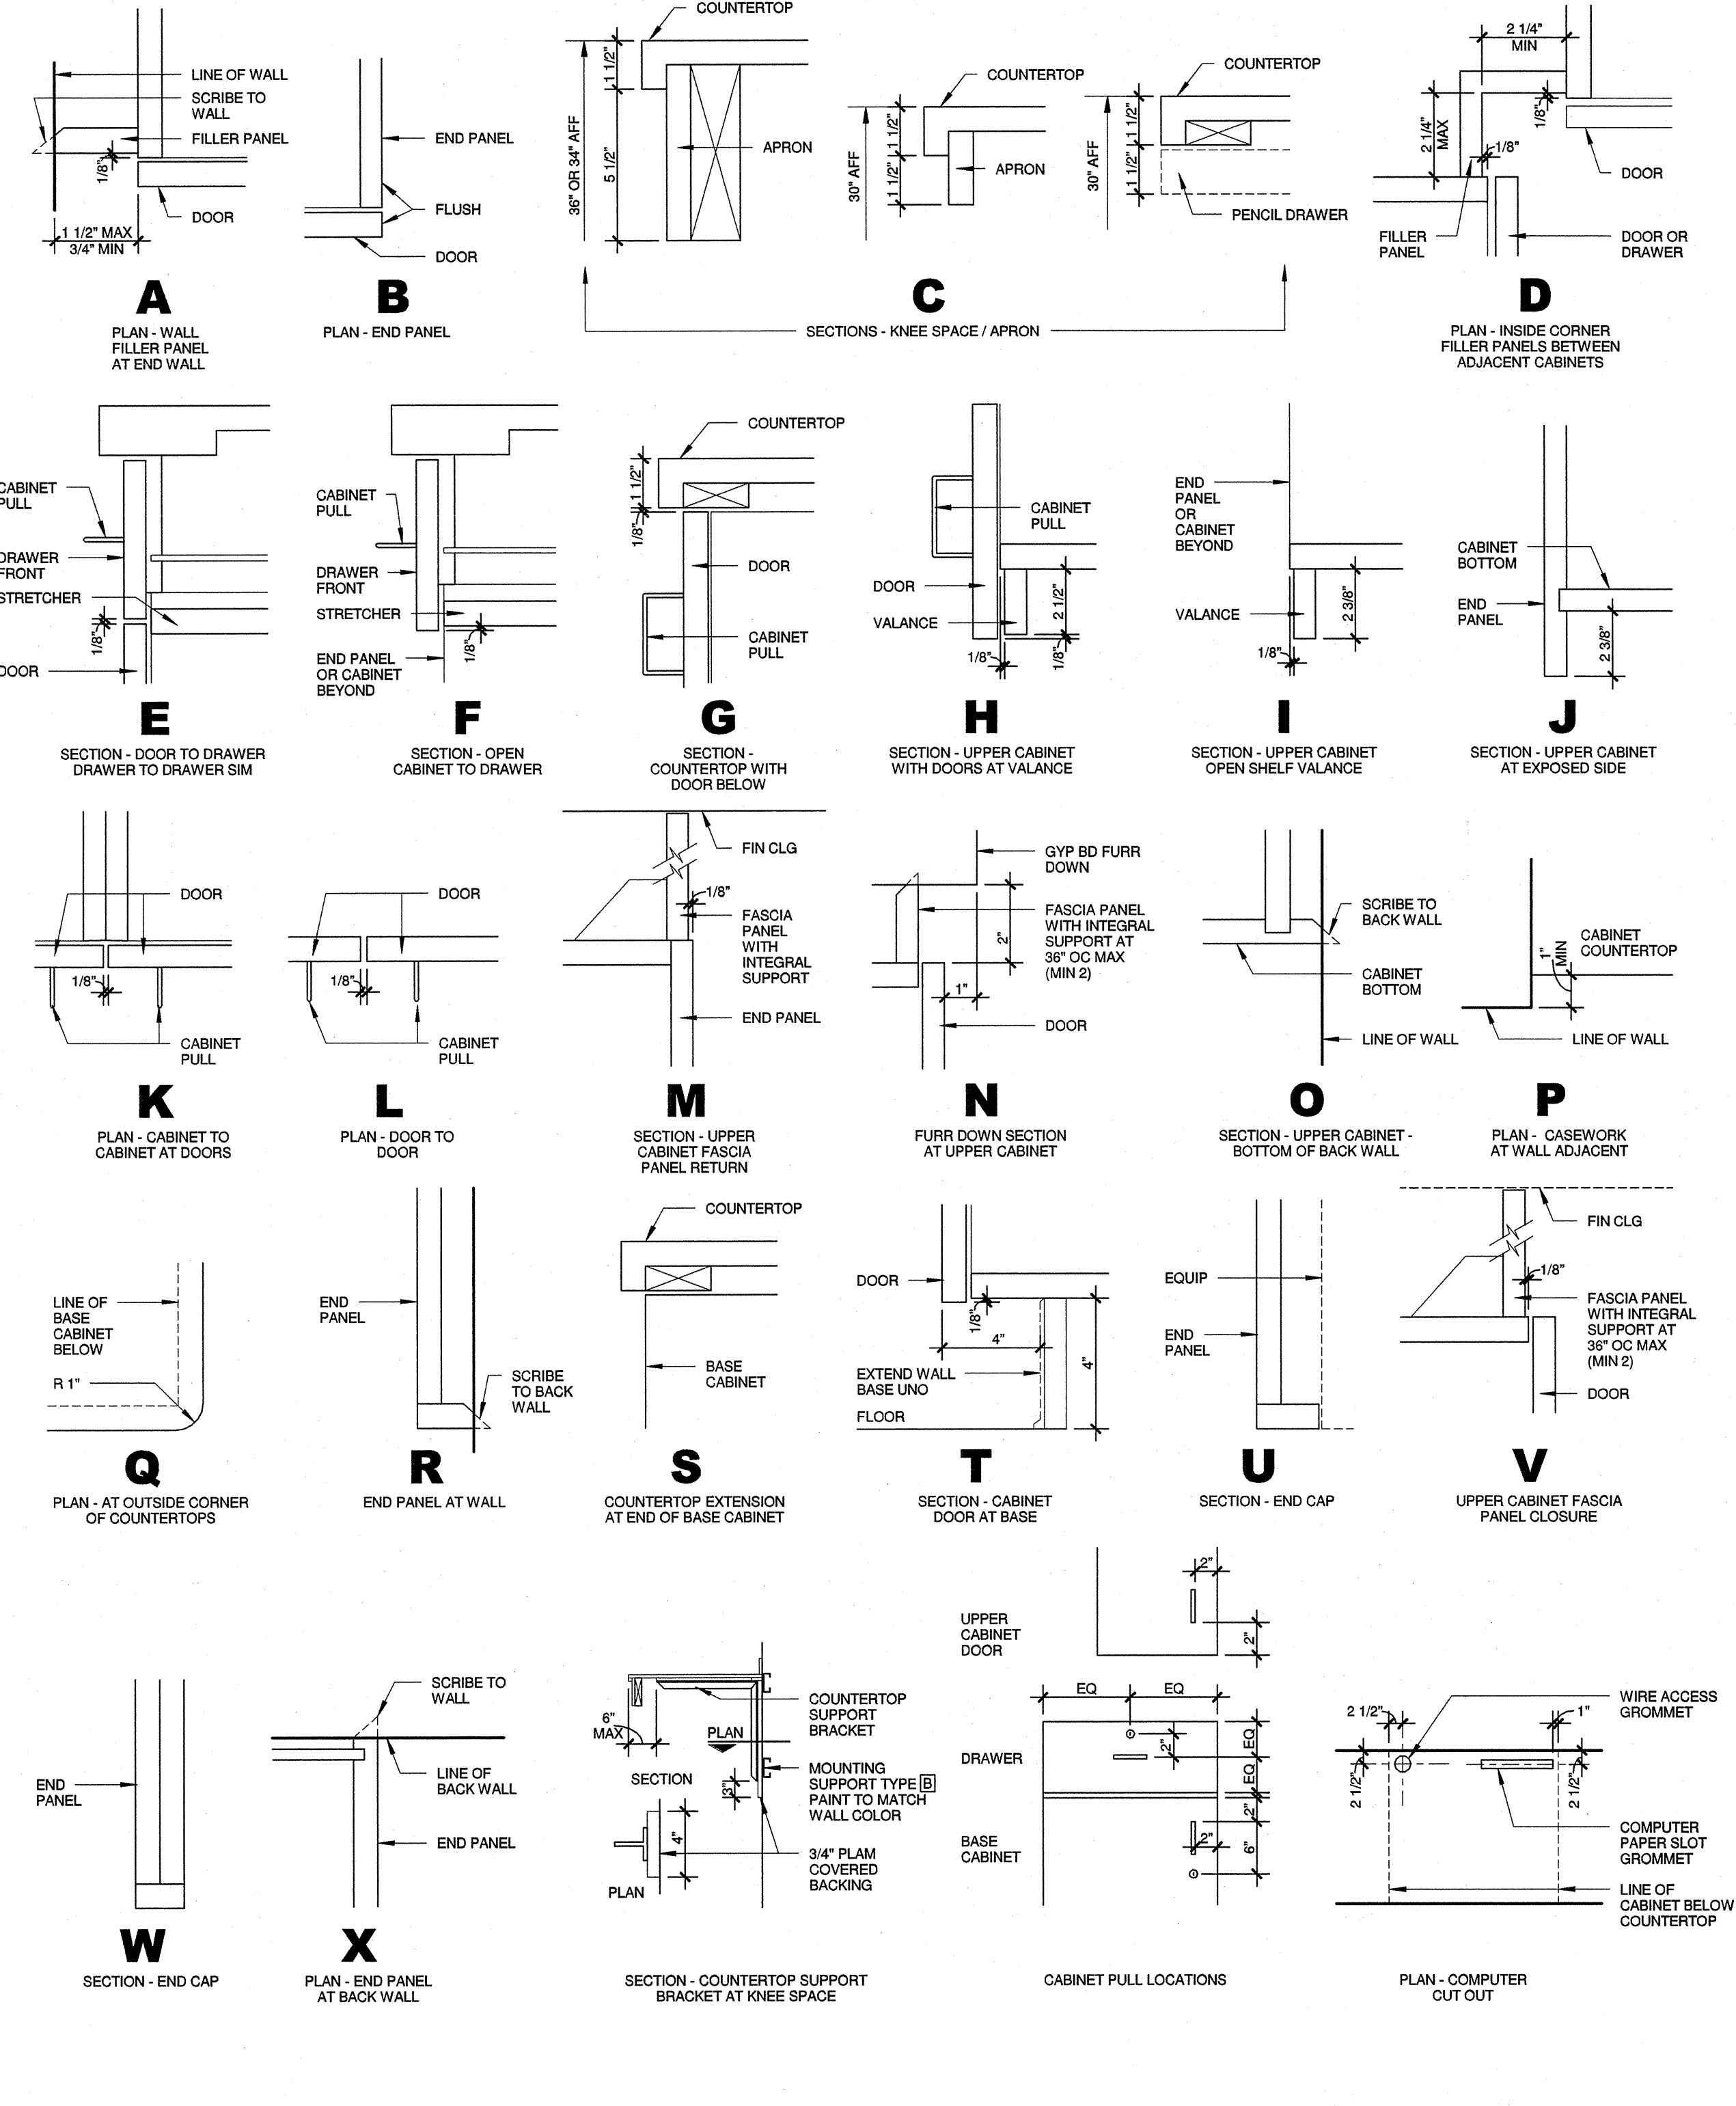 LINE OF WALL
SCRIBE TO
WALL
FILLER PANEL
1/8"
DOOR
1 1/2" MAX
3/4" MIN
A
PLAN - WALL
FILLER PANEL
AT END WALL
END PANEL
FLUSH
DOOR
B
PLAN - END PANEL
COUNTERTOP
36" OR 34" AFF
1 1/2"
5 1/2"
APRON
COUNTERTOP
30" AFF
1 1/2"
1 1/2"
APRON
COUNTERTOP
30" AFF
1 1/2"
1 1/2"
PENCIL DRAWER
C
SECTIONS - KNEE SPACE / APRON
2 1/4"
MIN
2 1/4"
MAX
1/8"
1/8"
DOOR
FILLER
PANEL
DOOR OR
DRAWER
D
PLAN - INSIDE CORNER
FILLER PANELS BETWEEN
ADJACENT CABINETS
CABINET
PULL
DRAWER
FRONT
STRETCHER
1/8"
DOOR
E
SECTION - DOOR TO DRAWER
DRAWER TO DRAWER SIM
CABINET
PULL
DRAWER
FRONT
STRETCHER
1/8"
END PANEL
OR CABINET
BEYOND
F
SECTION - OPEN
CABINET TO DRAWER
COUNTERTOP
1 1/2"
1/8"
DOOR
CABINET
PULL
G
SECTION -
COUNTERTOP WITH
DOOR BELOW
CABINET
PULL
DOOR
VALANCE
2 1/2"
1/8"
1/8"
H
SECTION - UPPER CABINET
WITH DOORS AT VALANCE
END
PANEL
OR
CABINET
BEYOND
VALANCE
2 3/8"
1/8"
I
SECTION - UPPER CABINET
OPEN SHELF VALANCE
CABINET
BOTTOM
END
PANEL
2 3/8"
J
SECTION - UPPER CABINET
AT EXPOSED SIDE
DOOR
1/8"
CABINET
PULL
K
PLAN - CABINET TO
CABINET AT DOORS
DOOR
1/8"
CABINET
PULL
L
PLAN - DOOR TO
DOOR
FIN CLG
1/8"
FASCIA
PANEL
WITH
INTEGRAL
SUPPORT
END PANEL
M
SECTION - UPPER
CABINET FASCIA
PANEL RETURN
GYP BD FURR
DOWN
FASCIA PANEL
WITH INTEGRAL
SUPPORT AT
36" OC MAX
(MIN 2)
2"
1"
DOOR
N
FURR DOWN SECTION
AT UPPER CABINET
SCRIBE TO
BACK WALL
CABINET
BOTTOM
LINE OF WALL
O
SECTION - UPPER CABINET -
BOTTOM OF BACK WALL
CABINET
COUNTERTOP
1"
MIN
LINE OF WALL
P
PLAN - CASEWORK
AT WALL ADJACENT
LINE OF
BASE
CABINET
BELOW
R 1"
Q
PLAN - AT OUTSIDE CORNER
OF COUNTERTOPS
END
PANEL
SCRIBE
TO BACK
WALL
R
END PANEL AT WALL
COUNTERTOP
BASE
CABINET
S
COUNTERTOP EXTENSION
AT END OF BASE CABINET
DOOR
1/8"
4"
4"
EXTEND WALL
BASE UNO
FLOOR
T
SECTION - CABINET
DOOR AT BASE
EQUIP
END
PANEL
U
SECTION - END CAP
FIN CLG
1/8"
FASCIA PANEL
WITH INTEGRAL
SUPPORT AT
36" OC MAX
(MIN 2)
DOOR
V
UPPER CABINET FASCIA
PANEL CLOSURE
END
PANEL
W
SECTION - END CAP
SCRIBE TO
WALL
LINE OF
BACK WALL
END PANEL
X
PLAN - END PANEL
AT BACK WALL
COUNTERTOP
SUPPORT
BRACKET
6"
MAX
PLAN
SECTION
3"
MOUNTING
SUPPORT TYPE B
PAINT TO MATCH
WALL COLOR
4"
3/4" PLAM
COVERED
BACKING
PLAN
SECTION - COUNTERTOP SUPPORT
BRACKET AT KNEE SPACE
2"
UPPER
CABINET
DOOR
2"
EQ
EQ
DRAWER
2"
EQ
EQ
2"
BASE
CABINET
2"
6"
CABINET PULL LOCATIONS
WIRE ACCESS
GROMMET
2 1/2"
1"
2 1/2"
2 1/2"
COMPUTER
PAPER SLOT
GROMMET
LINE OF
CABINET BELOW
COUNTERTOP
PLAN - COMPUTER
CUT OUT